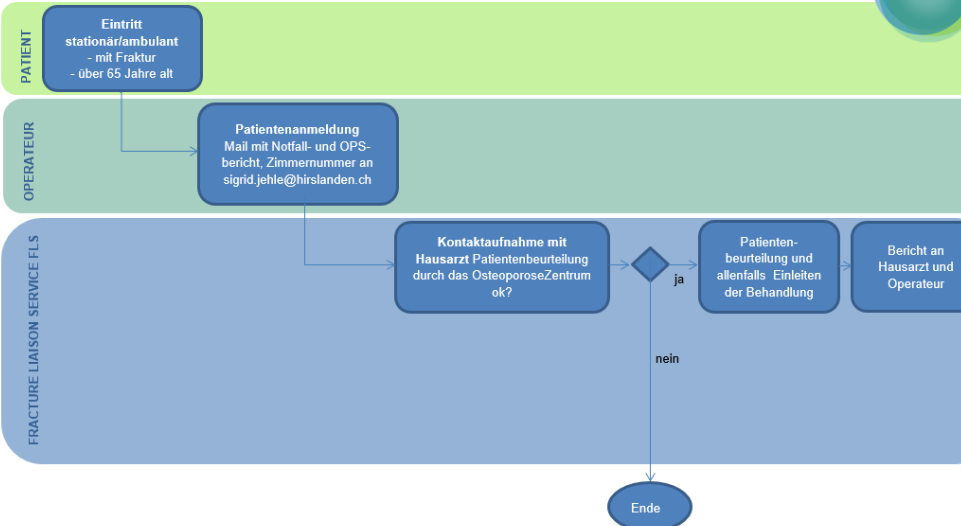 PATIENT
Eintritt
stationär/ambulant
- mit Fraktur
- über 65 Jahre alt
OPERATEUR
Patientenanmeldung
Mail mit Notfall- und OPS-
bericht, Zimmernummer an
sigrid.jehle@hirslanden.ch
FRACTURE LIAISON SERVICE FLS
Kontaktaufnahme mit
Hausarzt Patientenbeurteilung
durch das OsteoporoseZentrum
ok?
ja
nein
Patienten-
beurteilung und
allenfalls Einleiten
der Behandlung
Bericht an
Hausarzt und
Operateur
Ende